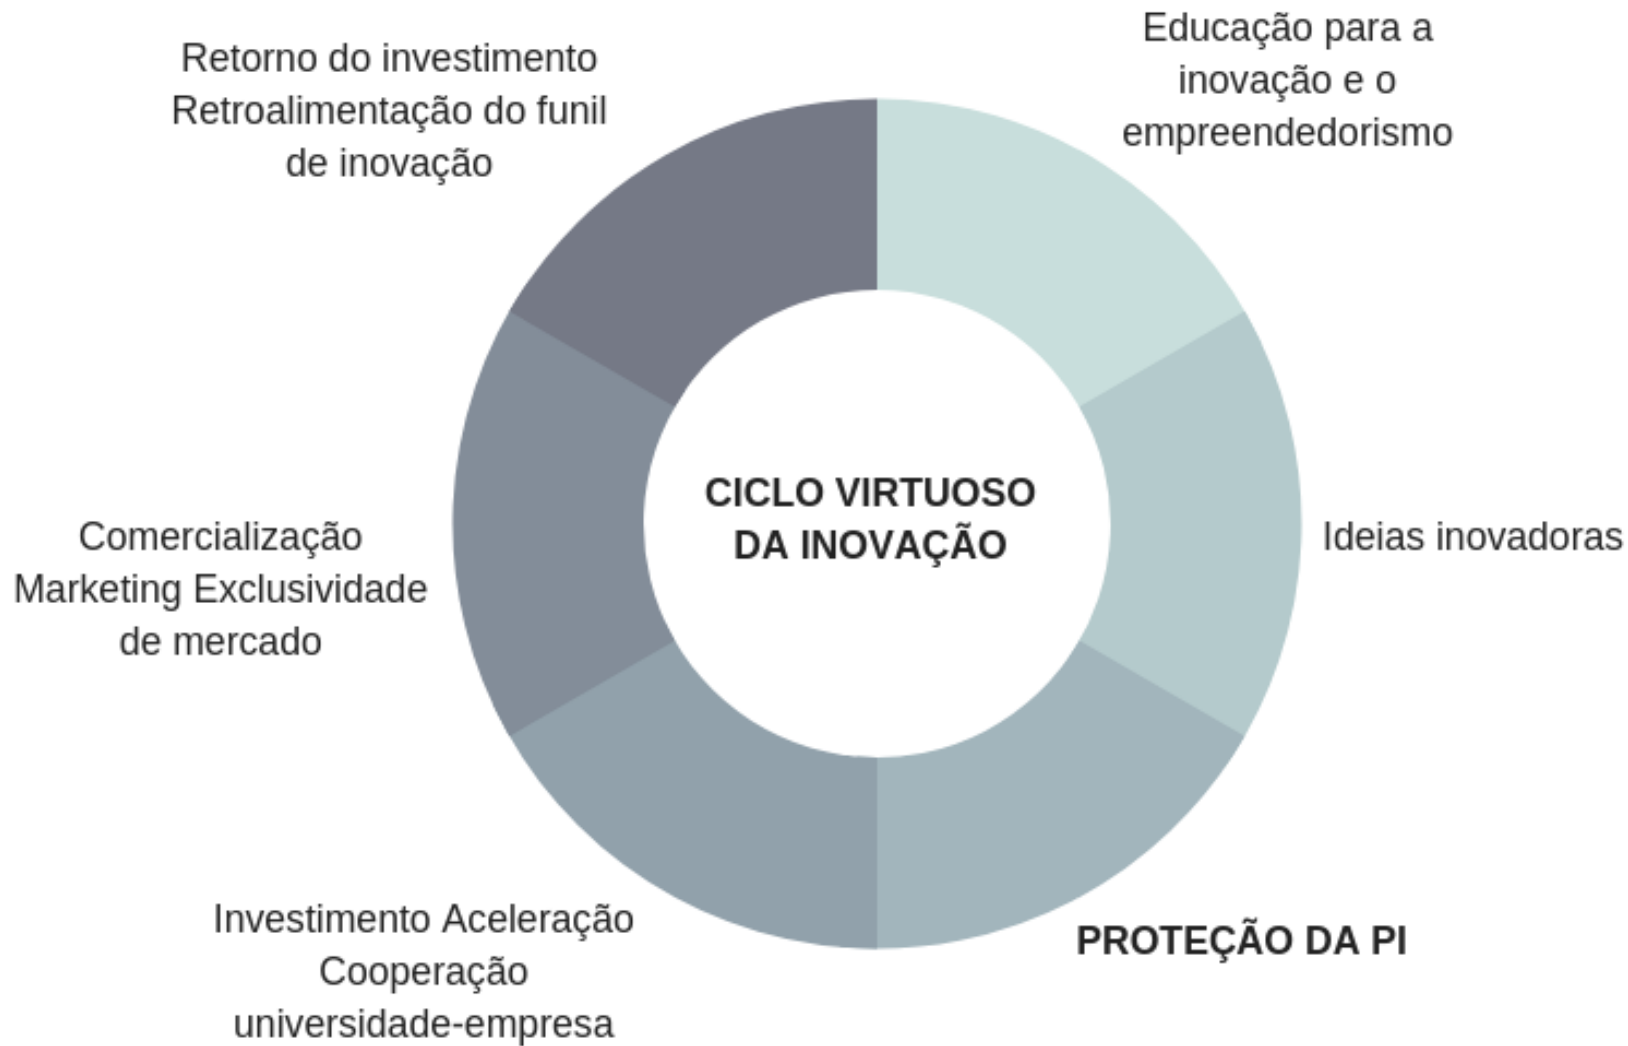 Educação para a
inovação e o
empreendedorismo
Ideias inovadoras
PROTEÇÃO DA PI
Investimento Aceleração
Cooperação
universidade-empresa
Comercialização
Marketing Exclusividade
de mercado
Retorno do investimento
Retroalimentação do funil
de inovação
CICLO VIRTUOSO
DA INOVAÇÃO